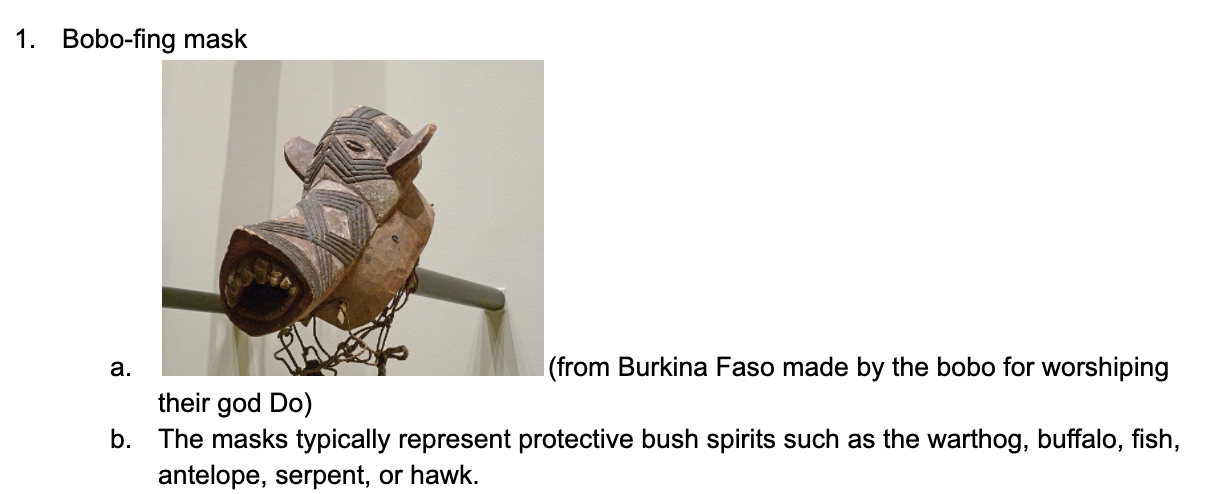 1. Bobo-fing mask
a. (from Burkina Faso made by the bobo for worshiping
their god Do)
b. The masks typically represent protective bush spirits such as the warthog, buffalo, fish,
antelope, serpent, or hawk.